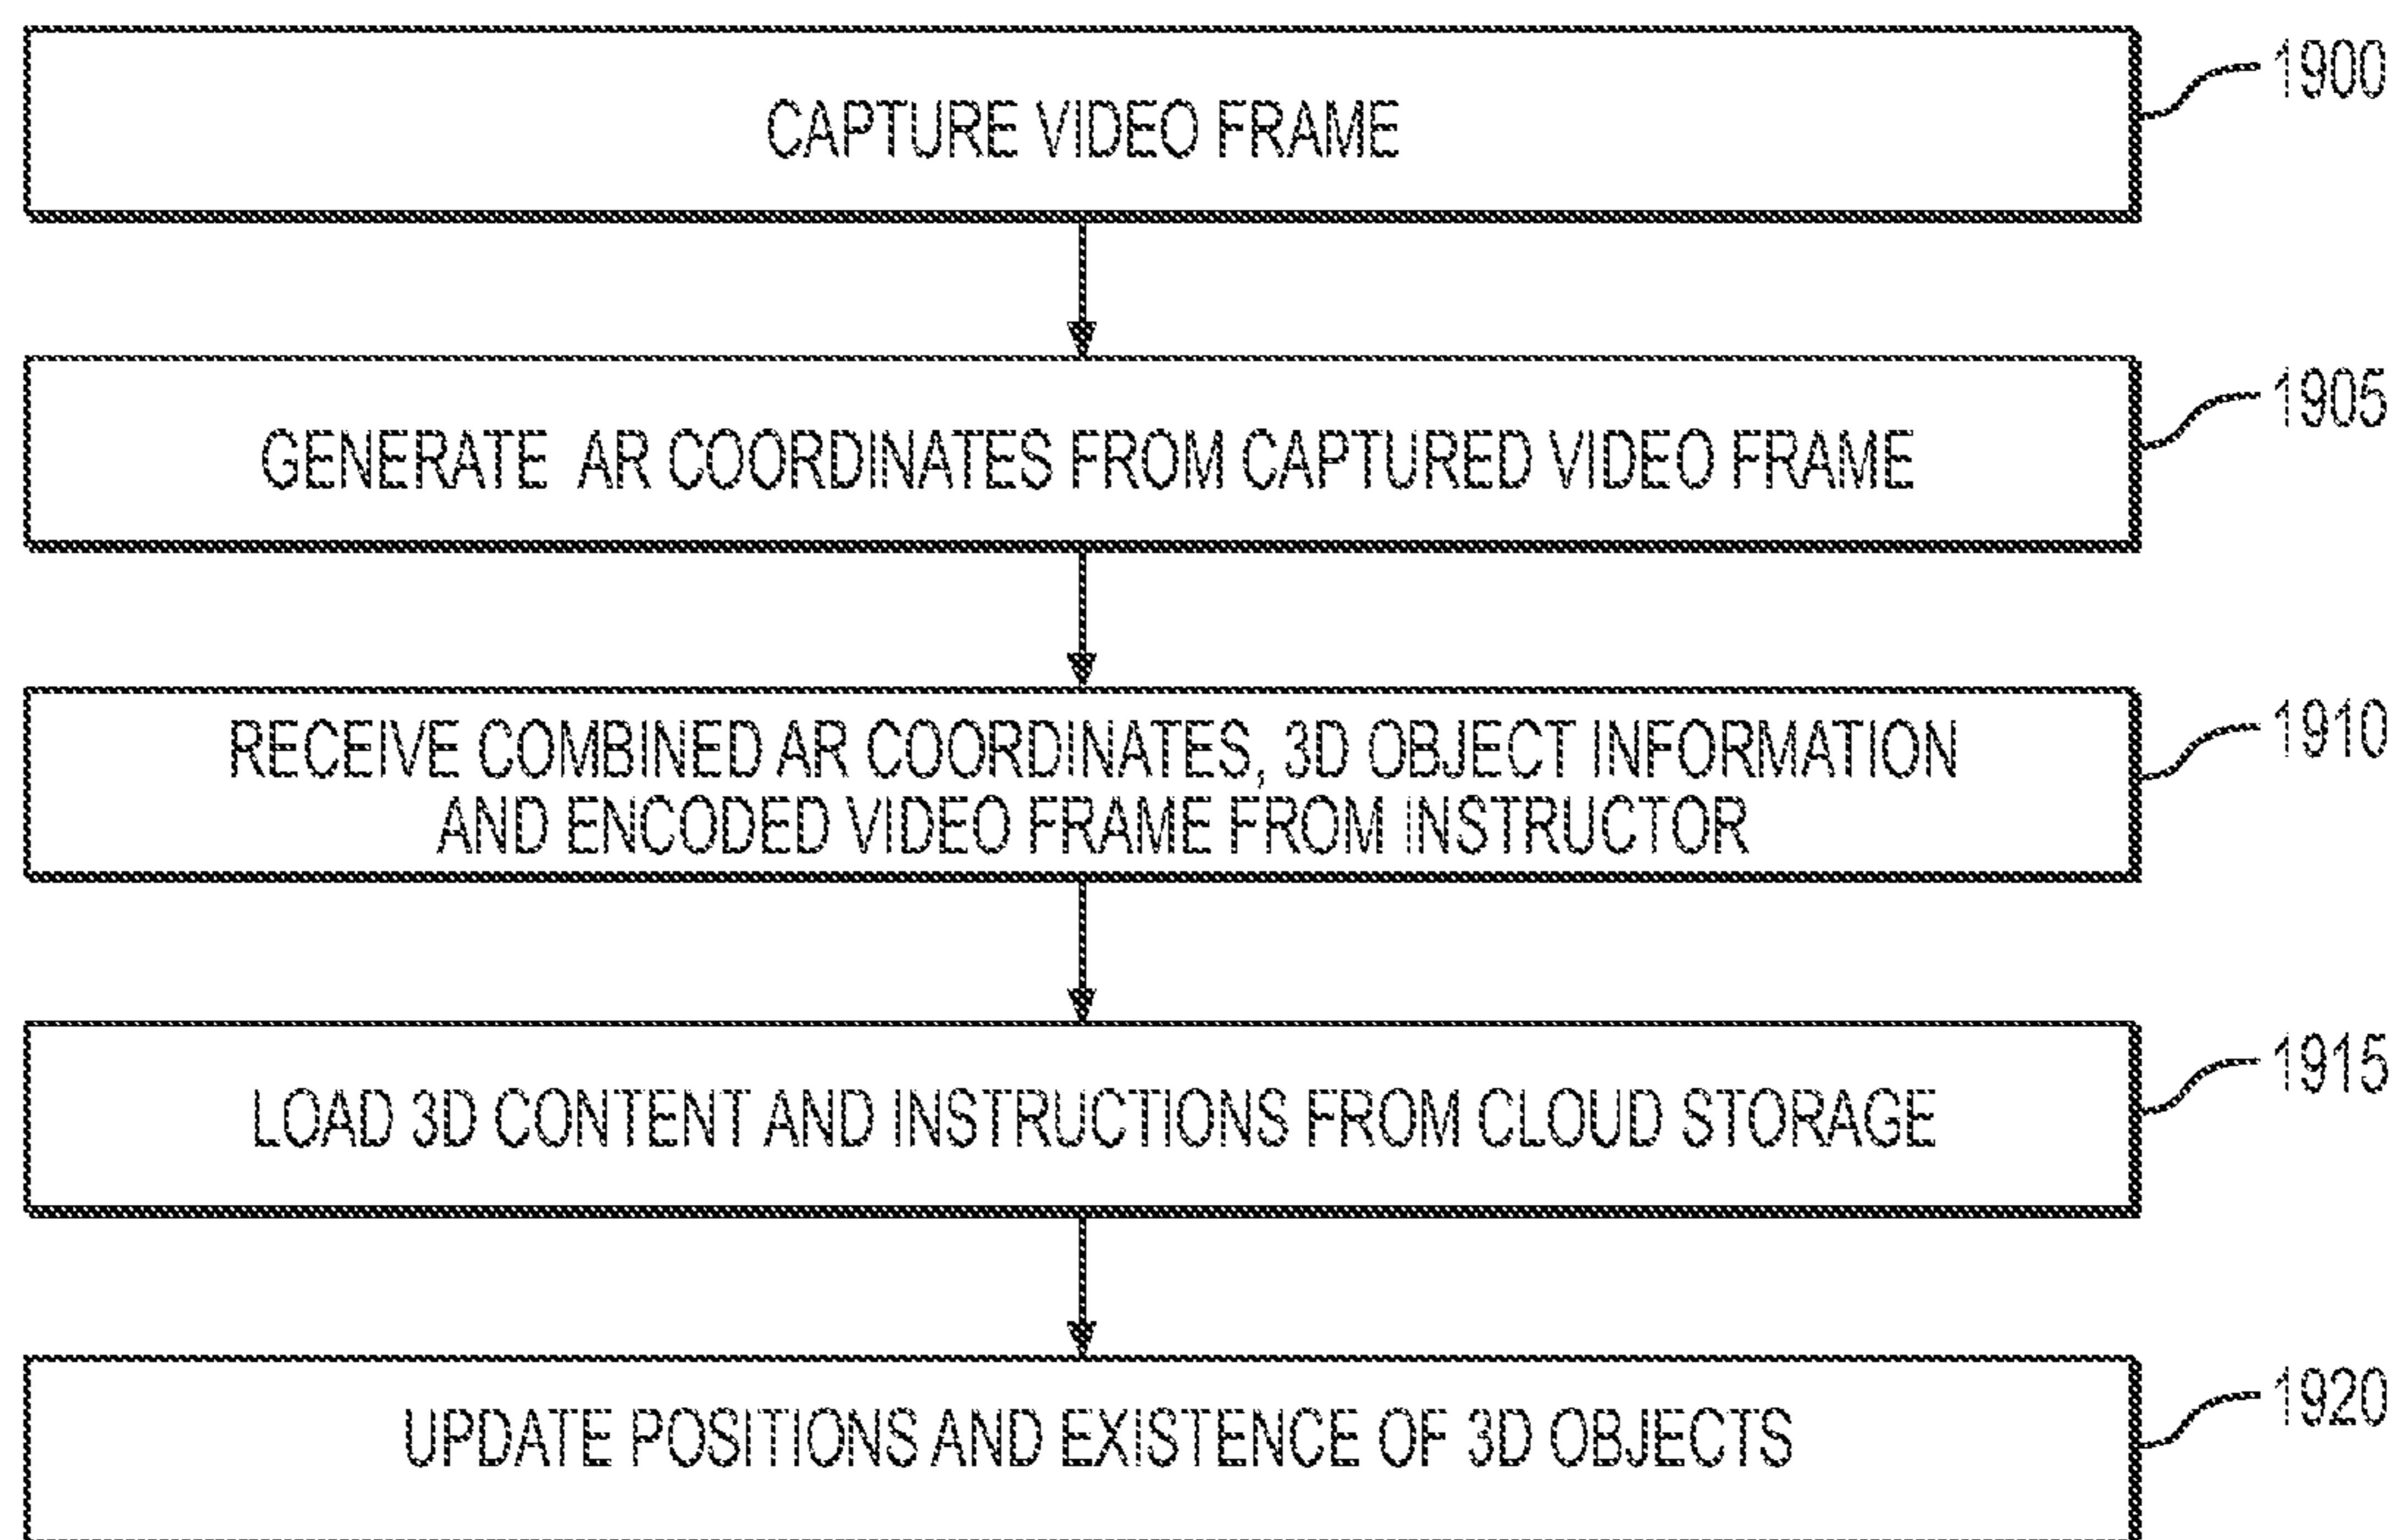 CAPTURE VIDEO FRAME
1900
GENERATE AR COORDINATES FROM CAPTURED VIDEO FRAME
1905
RECEIVE COMBINED AR COORDINATES, 3D OBJECT INFORMATION
AND ENCODED VIDEO FRAME FROM INSTRUCTOR
1910
LOAD 3D CONTENT AND INSTRUCTIONS FROM CLOUD STORAGE
1915
UPDATE POSITIONS AND EXISTENCE OF 3D OBJECTS
1920